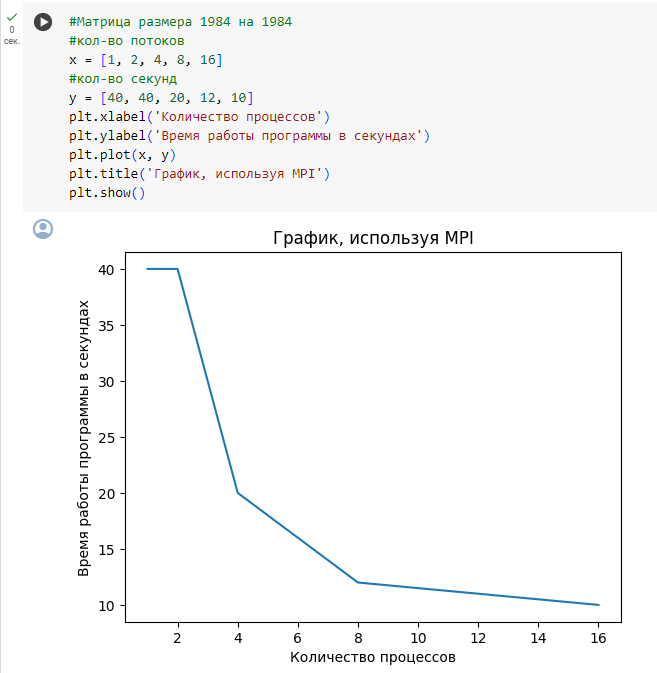 0
сек.
#Матрица размера 1984 на 1984
#кол-во потоков
x = [1, 2, 4, 8, 16]
#кол-во секунд
y = [40, 40, 20, 12, 10]
plt.xlabel('Количество процессов')
plt.ylabel('Время работы программы в секундах')
plt.plot(x, y)
plt.title('График, используя MPI')
plt.show()
График, используя MPI
Время работы программы в секундах
40
35
30
25
20
15
10
2 4 6 8 10 12 14 16
Количество процессов